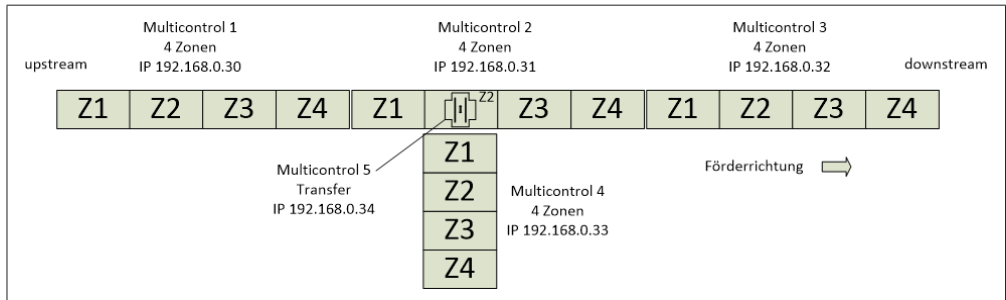 Multicontrol 1
4 Zonen
IP 192.168.0.30
Multicontrol 2
4 Zonen
IP 192.168.0.31
Multicontrol 3
4 Zonen
IP 192.168.0.32
upstream
downstream
Z1 Z2 Z3 Z4 Z1 Z2 Z3 Z4 Z1 Z2 Z3 Z4
Multicontrol 5
Transfer
IP 192.168.0.34
Z1
Z2
Z3
Z4
Multicontrol 4
4 Zonen
IP 192.168.0.33
Förderrichtung